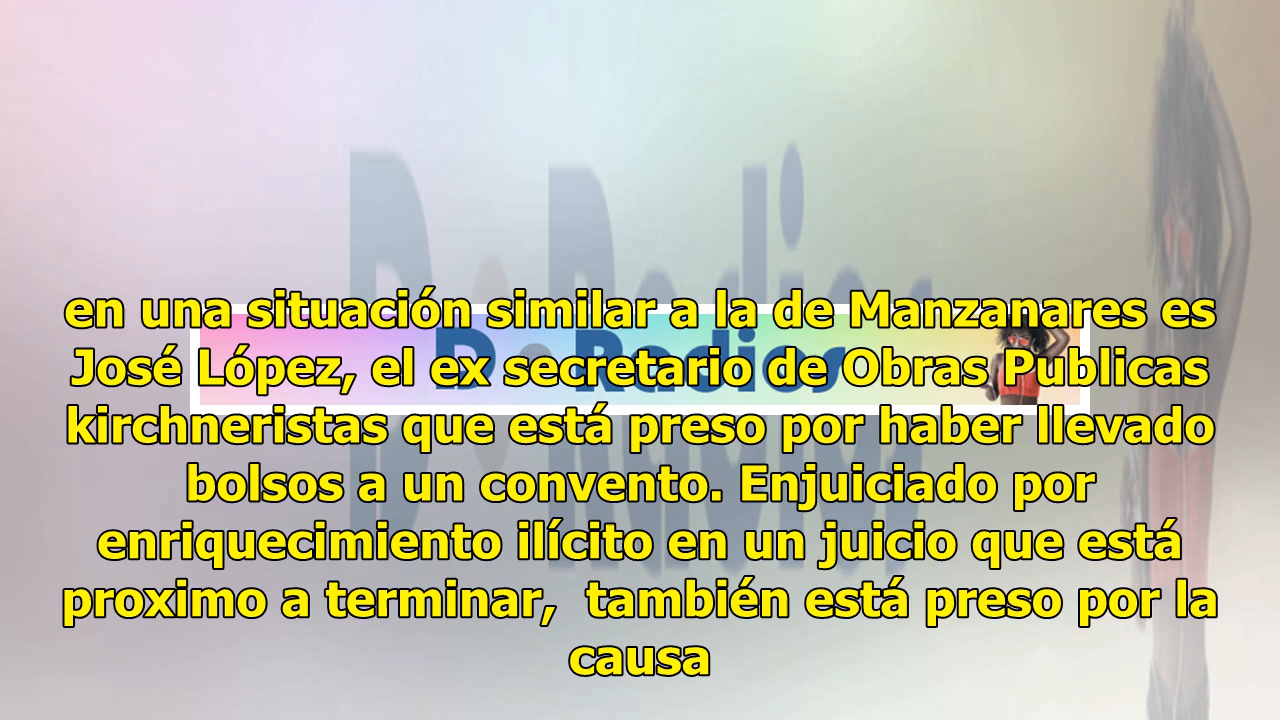 en una situación similar a la de Manzanares es
José López, el ex secretario de Obras Publicas
kirchneristas que está preso por haber llevado
bolsos a un convento. Enjuiciado por
enriquecimiento ilícito en un juicio que está
proximo a terminar,  también está preso por la
causa
D Radios
D Radios